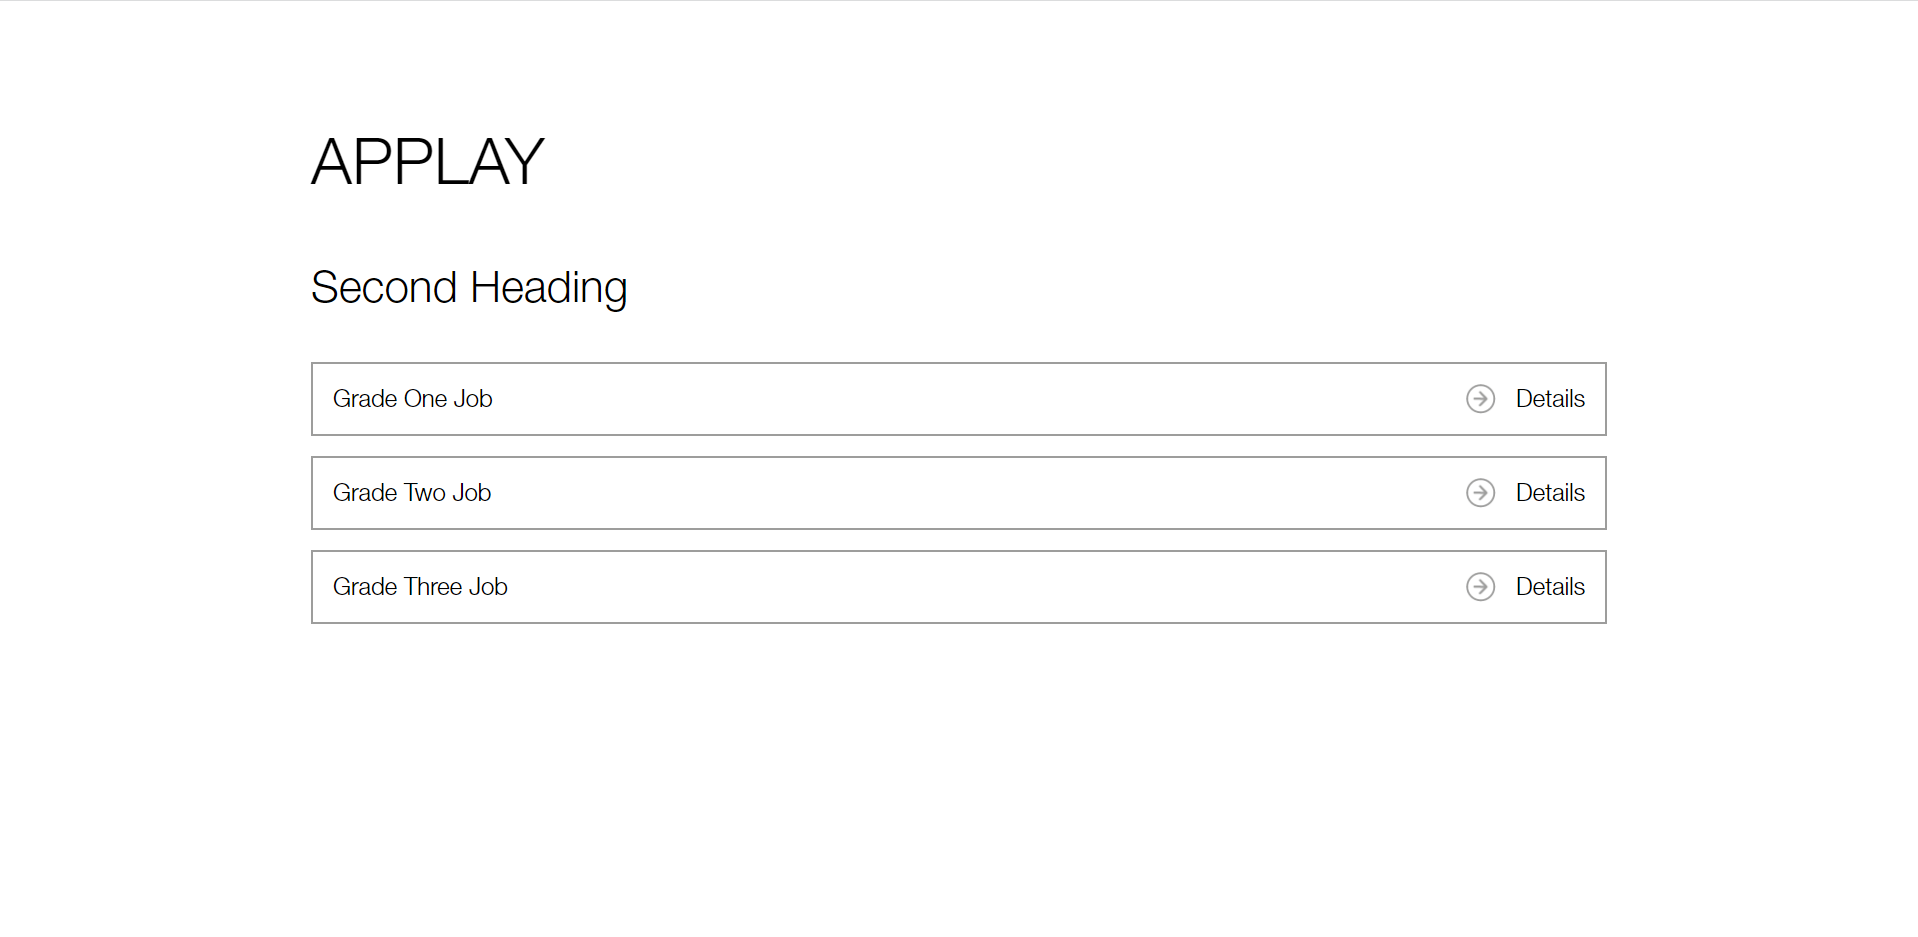 APPLAY
Second Heading
Grade One Job Details
Grade Two Job Details
Grade Three Job Details